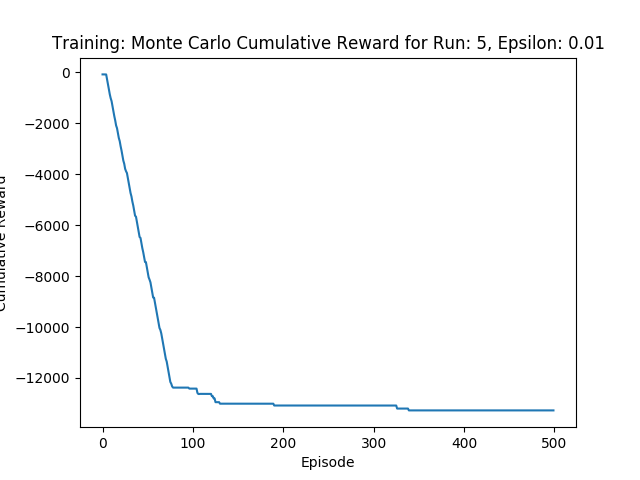 Training: Monte Carlo Cumulative Reward for Run: 5, Epsilon: 0.01
0
−2000
−4000
−6000
−8000
−10000
−12000
Cumulative Reward
0 100 200 300 400 500
Episode